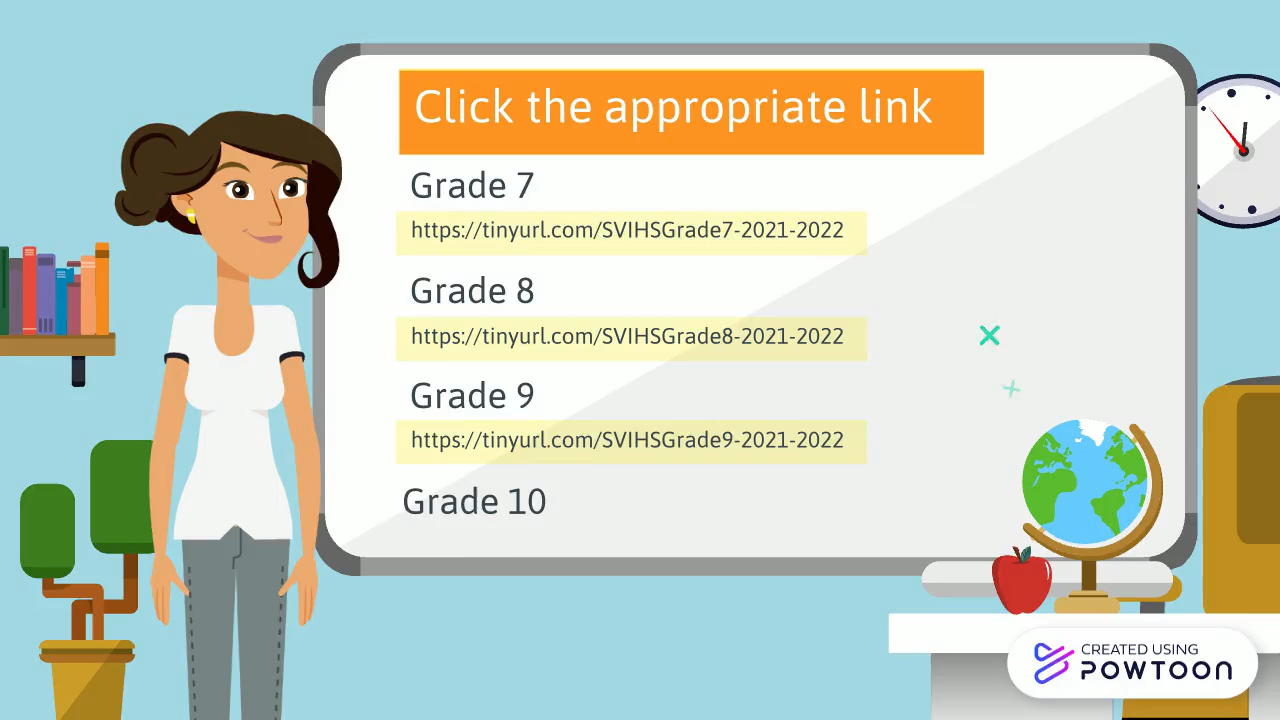 Click the appropriate link
Grade 7
https://tinyurl.com/SVIHSGrade7-2021-2022
Grade 8
https://tinyurl.com/SVIHSGrade8-2021-2022
Grade 9
https://tinyurl.com/SVIHSGrade9-2021-2022
Grade 10
CREATED USING
POWTOON